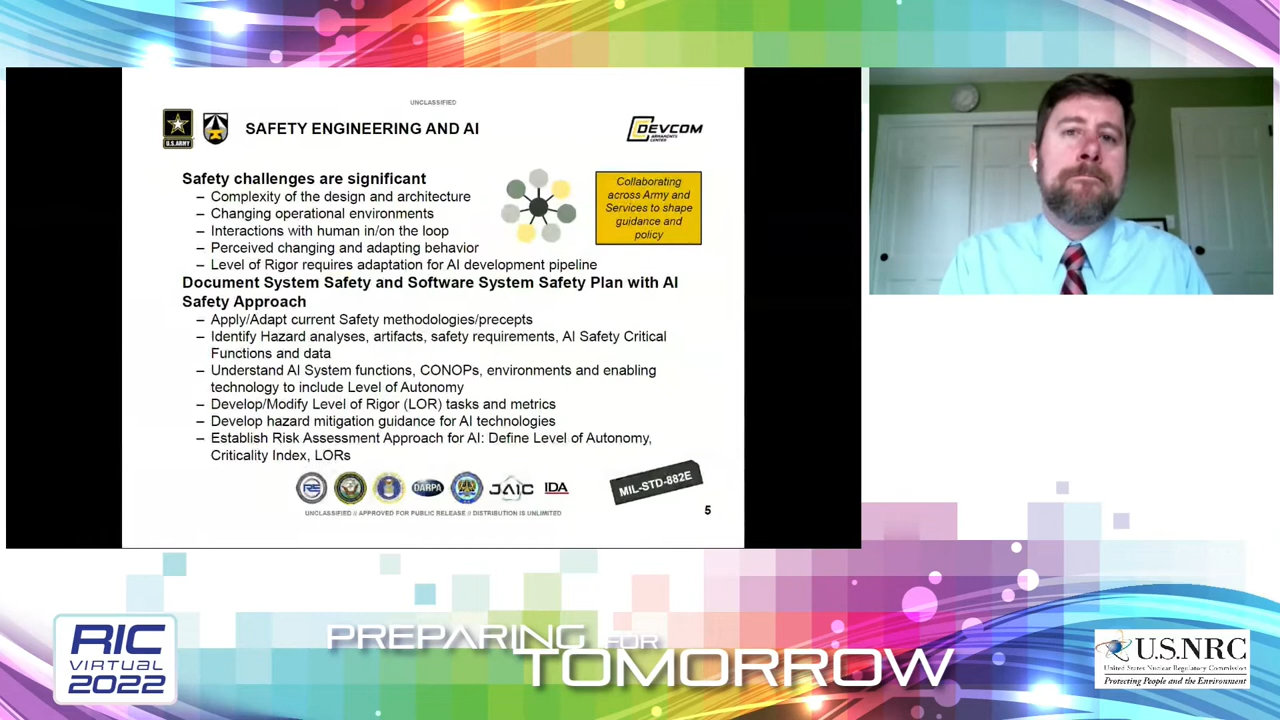 UNCLASSIFIED
U.S.ARMY
SAFETY ENGINEERING AND AI
DEVCOM
ARMAMENTS
CENTER
Safety challenges are significant
– Complexity of the design and architecture
– Changing operational environments
– Interactions with human in/on the loop
– Perceived changing and adapting behavior
– Level of Rigor requires adaptation for AI development pipeline
Collaborating
across Army and
Services to shape
guidance and
policy
Document System Safety and Software System Safety Plan with AI
Safety Approach
– Apply/Adapt current Safety methodologies/precepts
– Identify Hazard analyses, artifacts, safety requirements, AI Safety Critical
Functions and data
– Understand AI System functions, CONOPs, environments and enabling
technology to include Level of Autonomy
– Develop/Modify Level of Rigor (LOR) tasks and metrics
– Develop hazard mitigation guidance for AI technologies
– Establish Risk Assessment Approach for AI: Define Level of Autonomy,
Criticality Index, LORs
DARPA
JAIC
IDA
MIL-STD-882E
UNCLASSIFIED // APPROVED FOR PUBLIC RELEASE // DISTRIBUTION IS UNLIMITED
5
RIC
VIRTUAL
2022
PREPARING FOR
TOMORROW
U.S.NRC
United States Nuclear Regulatory Commission
Protecting People and the Environment